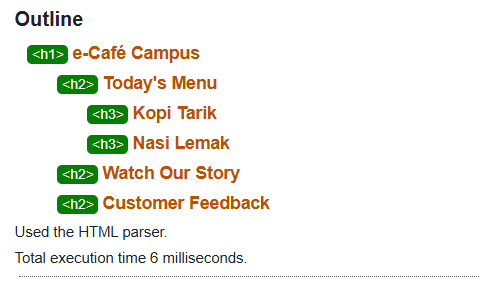 Outline
<h1> e-Café Campus
<h2> Today's Menu
<h3> Kopi Tarik
<h3> Nasi Lemak
<h2> Watch Our Story
<h2> Customer Feedback
Used the HTML parser.
Total execution time 6 milliseconds.